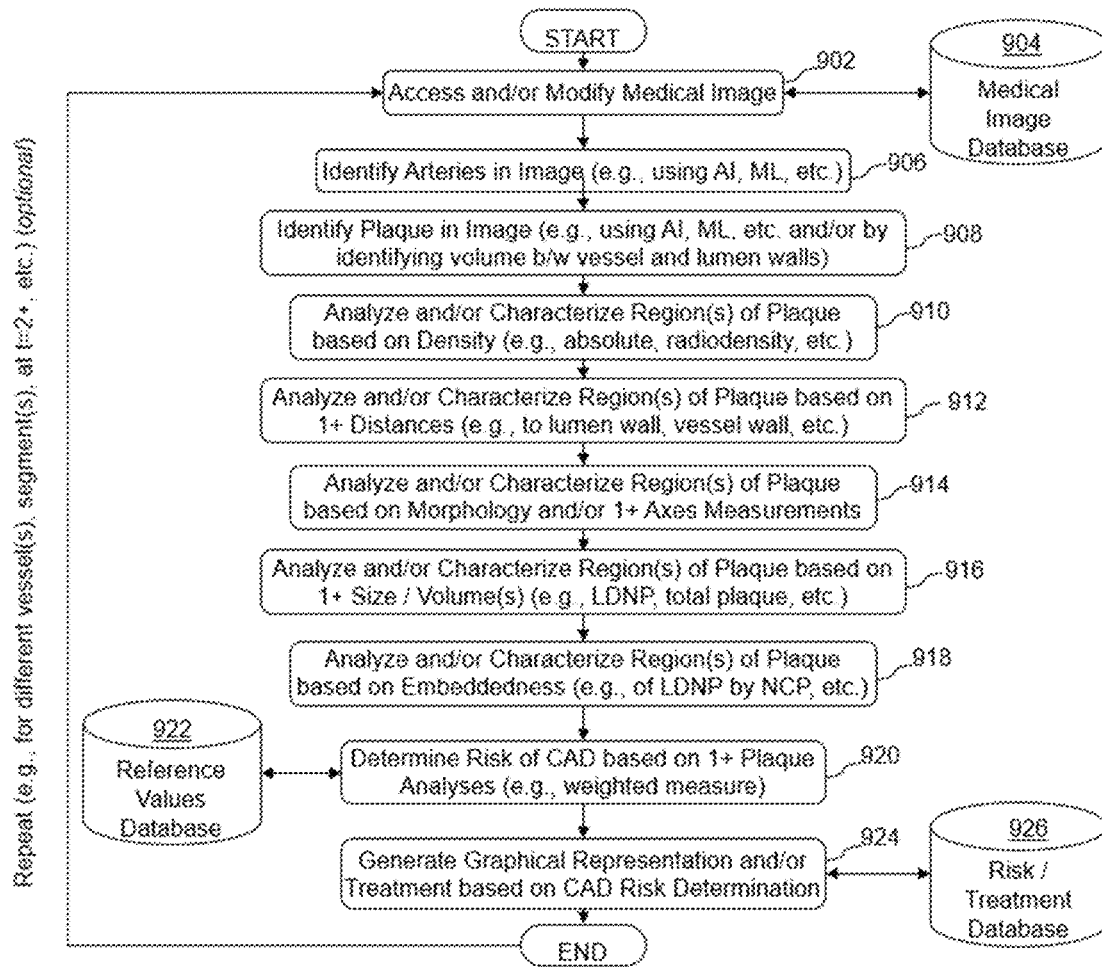 START
902
904
Medical
Image
Database
Access and/or Modify Medical Image
Identify Arteries in Image (e.g., using AI, ML, etc.)
906
Identify Plaque in Image (e.g., using AI, ML, etc. and/or by
identifying volume b/w vessel and lumen walls)
908
Analyze and/or Characterize Region(s) of Plaque
based on Density (e.g., absolute, radiodensity, etc.)
910
Analyze and/or Characterize Region(s) of Plaque based on
1+ Distances (e.g., to lumen wall, vessel wall, etc.)
912
Analyze and/or Characterize Region(s) of Plaque
based on Morphology and/or 1+ Axes Measurements
914
Analyze and/or Characterize Region(s) of Plaque based on
1+ Size / Volume(s) (e.g., LDNP, total plaque, etc.)
916
Analyze and/or Characterize Region(s) of Plaque
based on Embeddedness (e.g., of LDNP by NCP, etc.)
918
922
Reference
Values
Database
Determine Risk of CAD based on 1+ Plaque
Analyses (e.g., weighted measure)
920
Generate Graphical Representation and/or
Treatment based on CAD Risk Determination
924
926
Risk /
Treatment
Database
END
Repeat (e.g., for different vessel(s), segment(s), at t=2+, etc.) (optional)